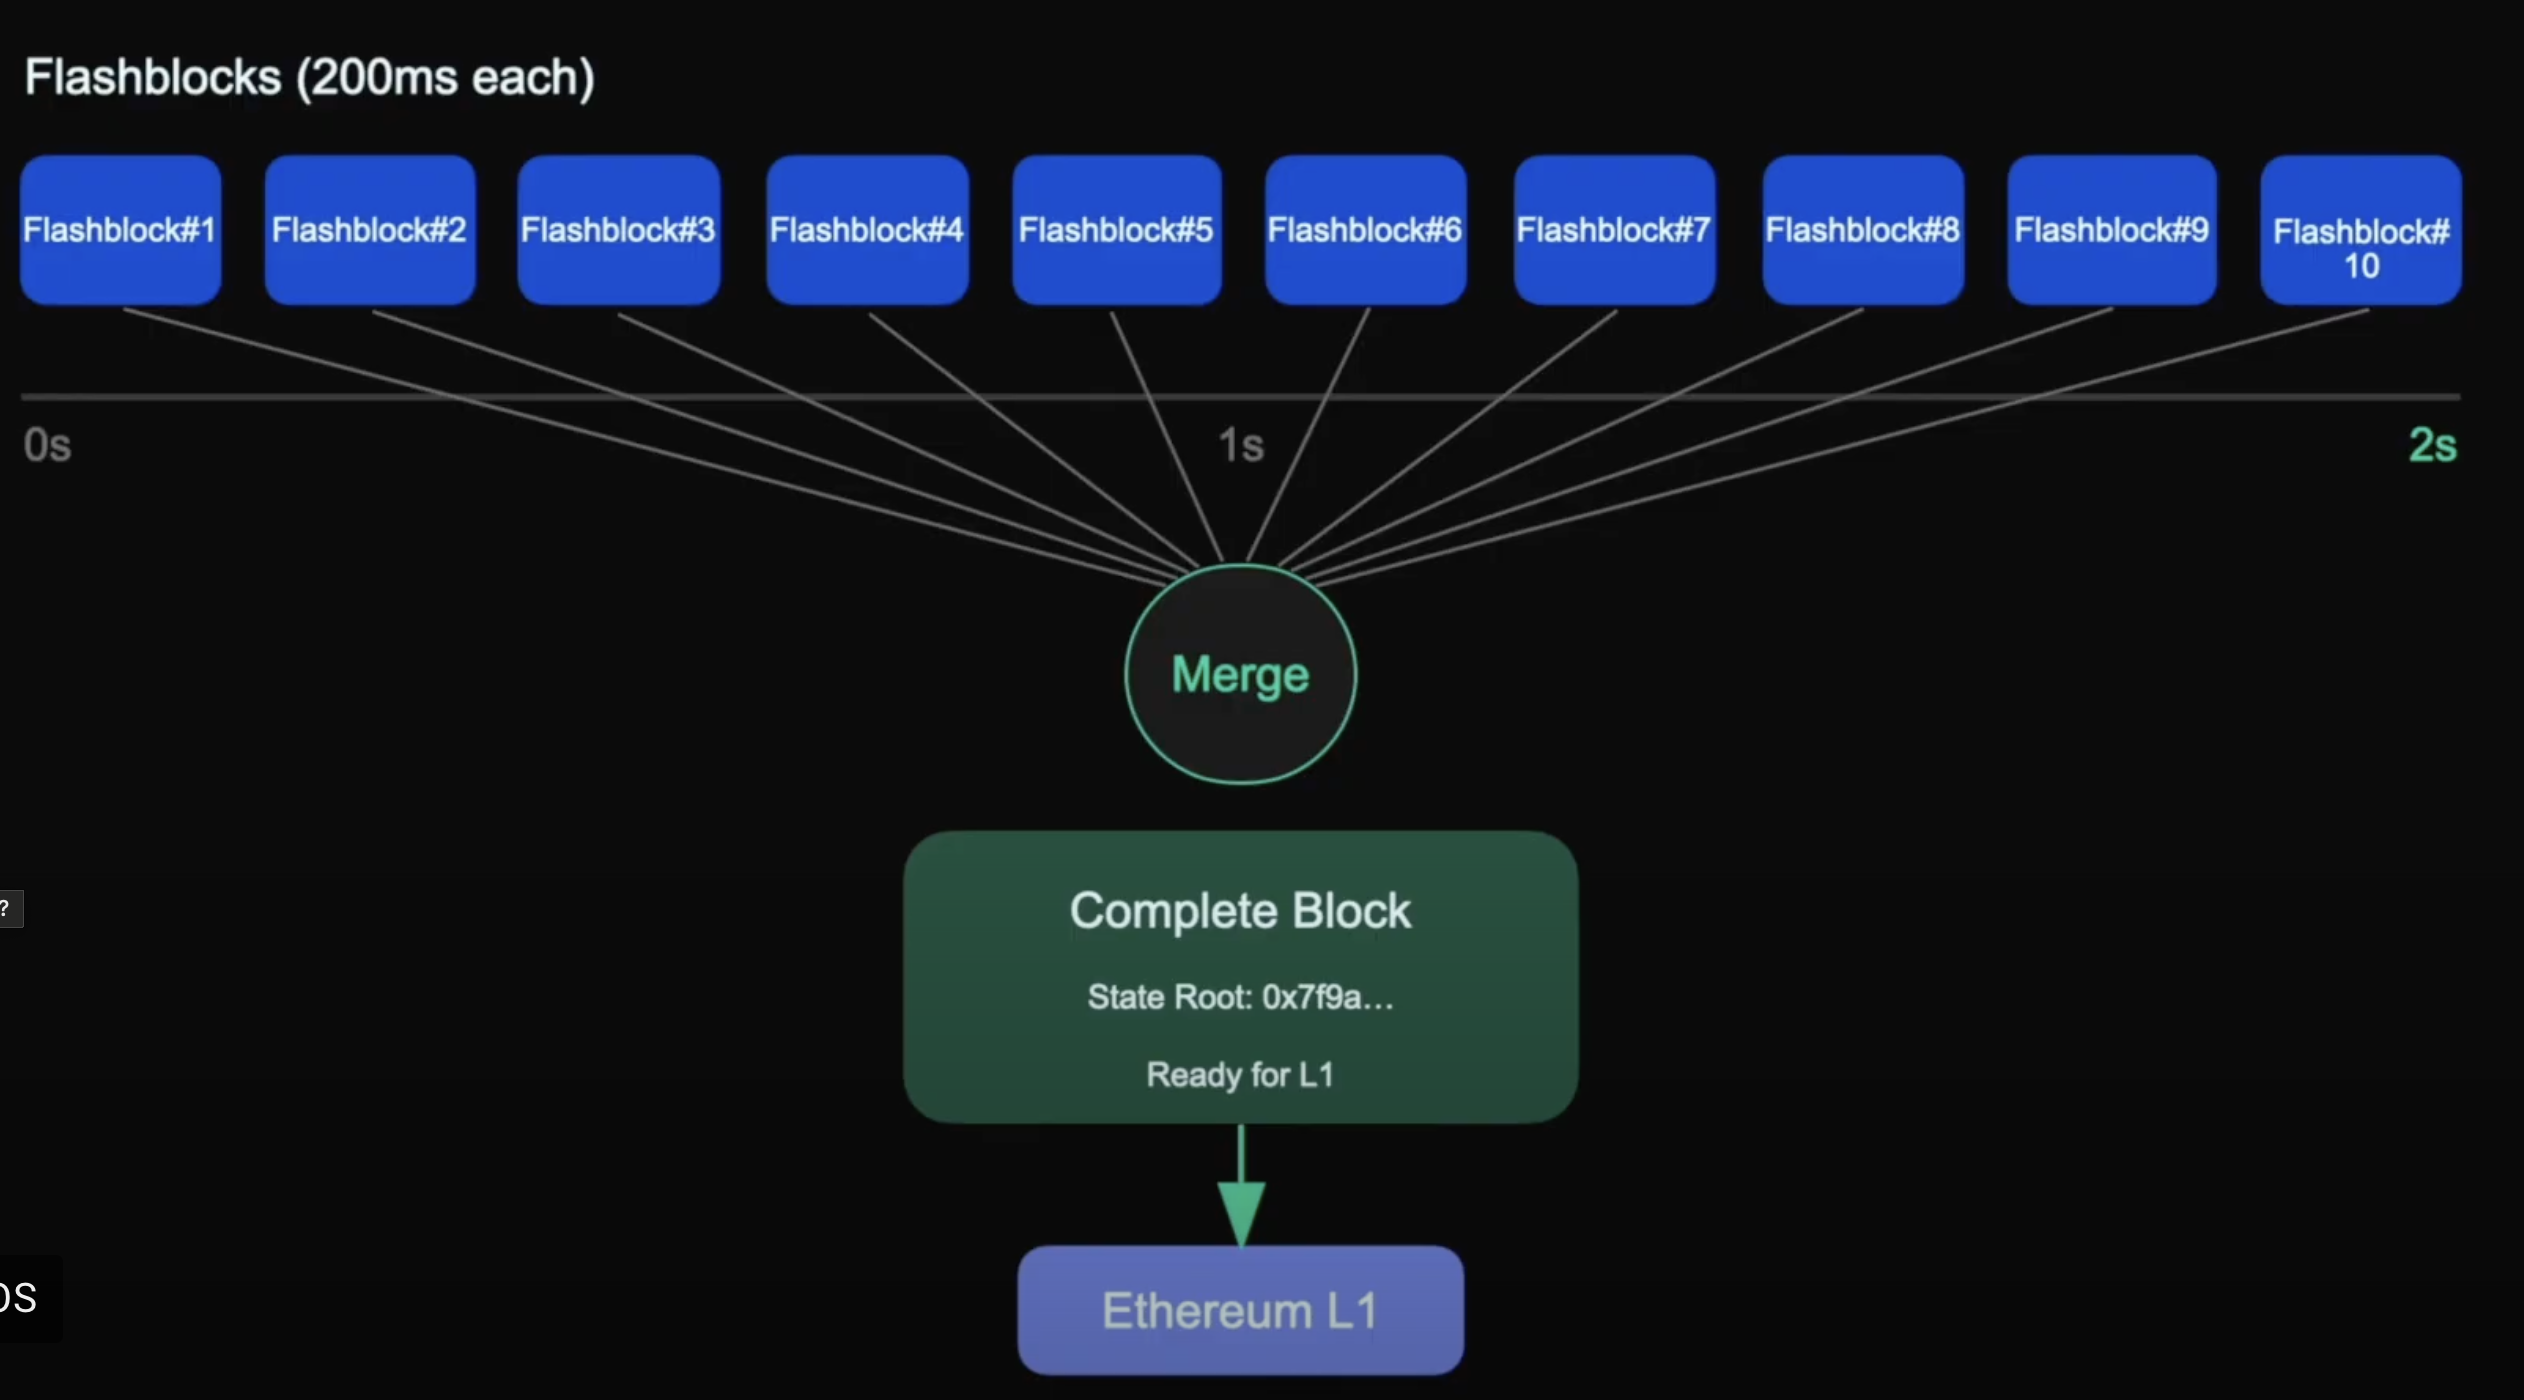 Flashblocks (200ms each)
Flashblock#1
Flashblock#2
Flashblock#3
Flashblock#4
Flashblock#5
Flashblock#6
Flashblock#7
Flashblock#8
Flashblock#9
Flashblock#
10
0s
1s
2s
Merge
?
Complete Block
State Root: 0x7f9a...
Ready for L1
Ethereum L1